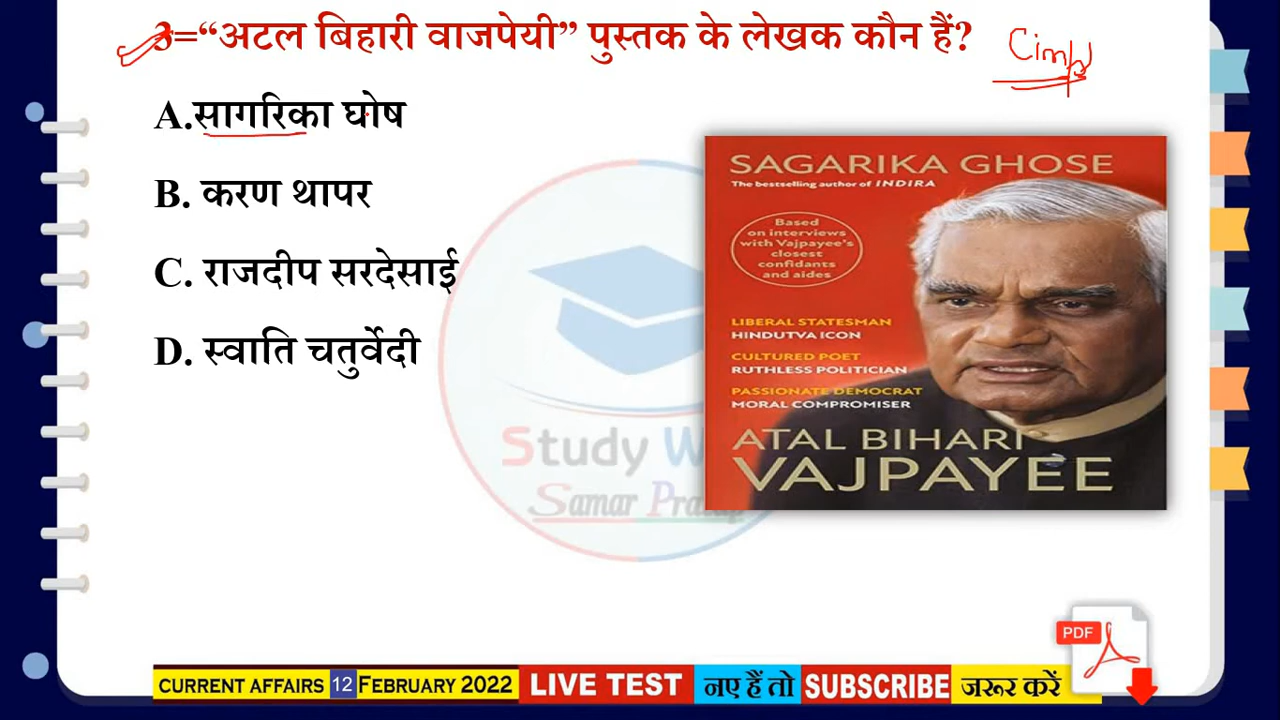 3=“अटल बिहारी वाजपेयी” पुस्तक के लेखक कौन हैं?
Cimp
A.सागरिका घोष
B. करण थापर
C. राजदीप सरदेसाई
D. स्वाति चतुर्वेदी
SAGARIKA GHOSE
The bestselling author of INDIRA
Based
on interviews
with Vajpayee's
closest
confidants
and aides
LIBERAL STATESMAN
HINDUTVA ICON
CULTURED POET
RUTHLESS POLITICIAN
PASSIONATE DEMOCRAT
MORAL COMPROMISER
ATAL BIHARI
VAJPAYEE
Study W
Samar Pratap
PDF
CURRENT AFFAIRS 12 FEBRUARY 2022 LIVE TEST नए हैं तो SUBSCRIBE जरूर करें